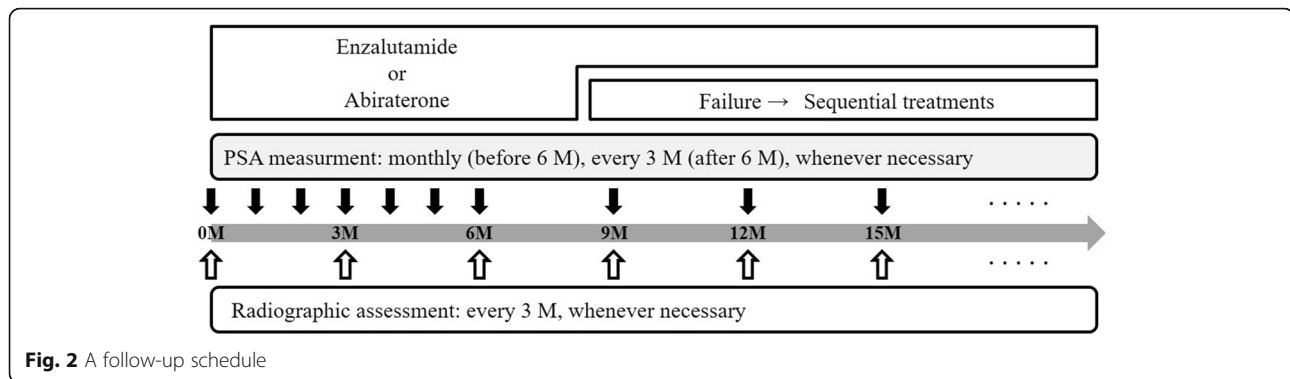 Enzalutamide
or
Abiraterone
Failure → Sequential treatments
PSA measurment: monthly (before 6 M), every 3 M (after 6 M), whenever necessary
. . . . .
0M 3M 6M 9M 12M 15M
. . . . .
Radiographic assessment: every 3 M, whenever necessary
Fig. 2 A follow-up schedule